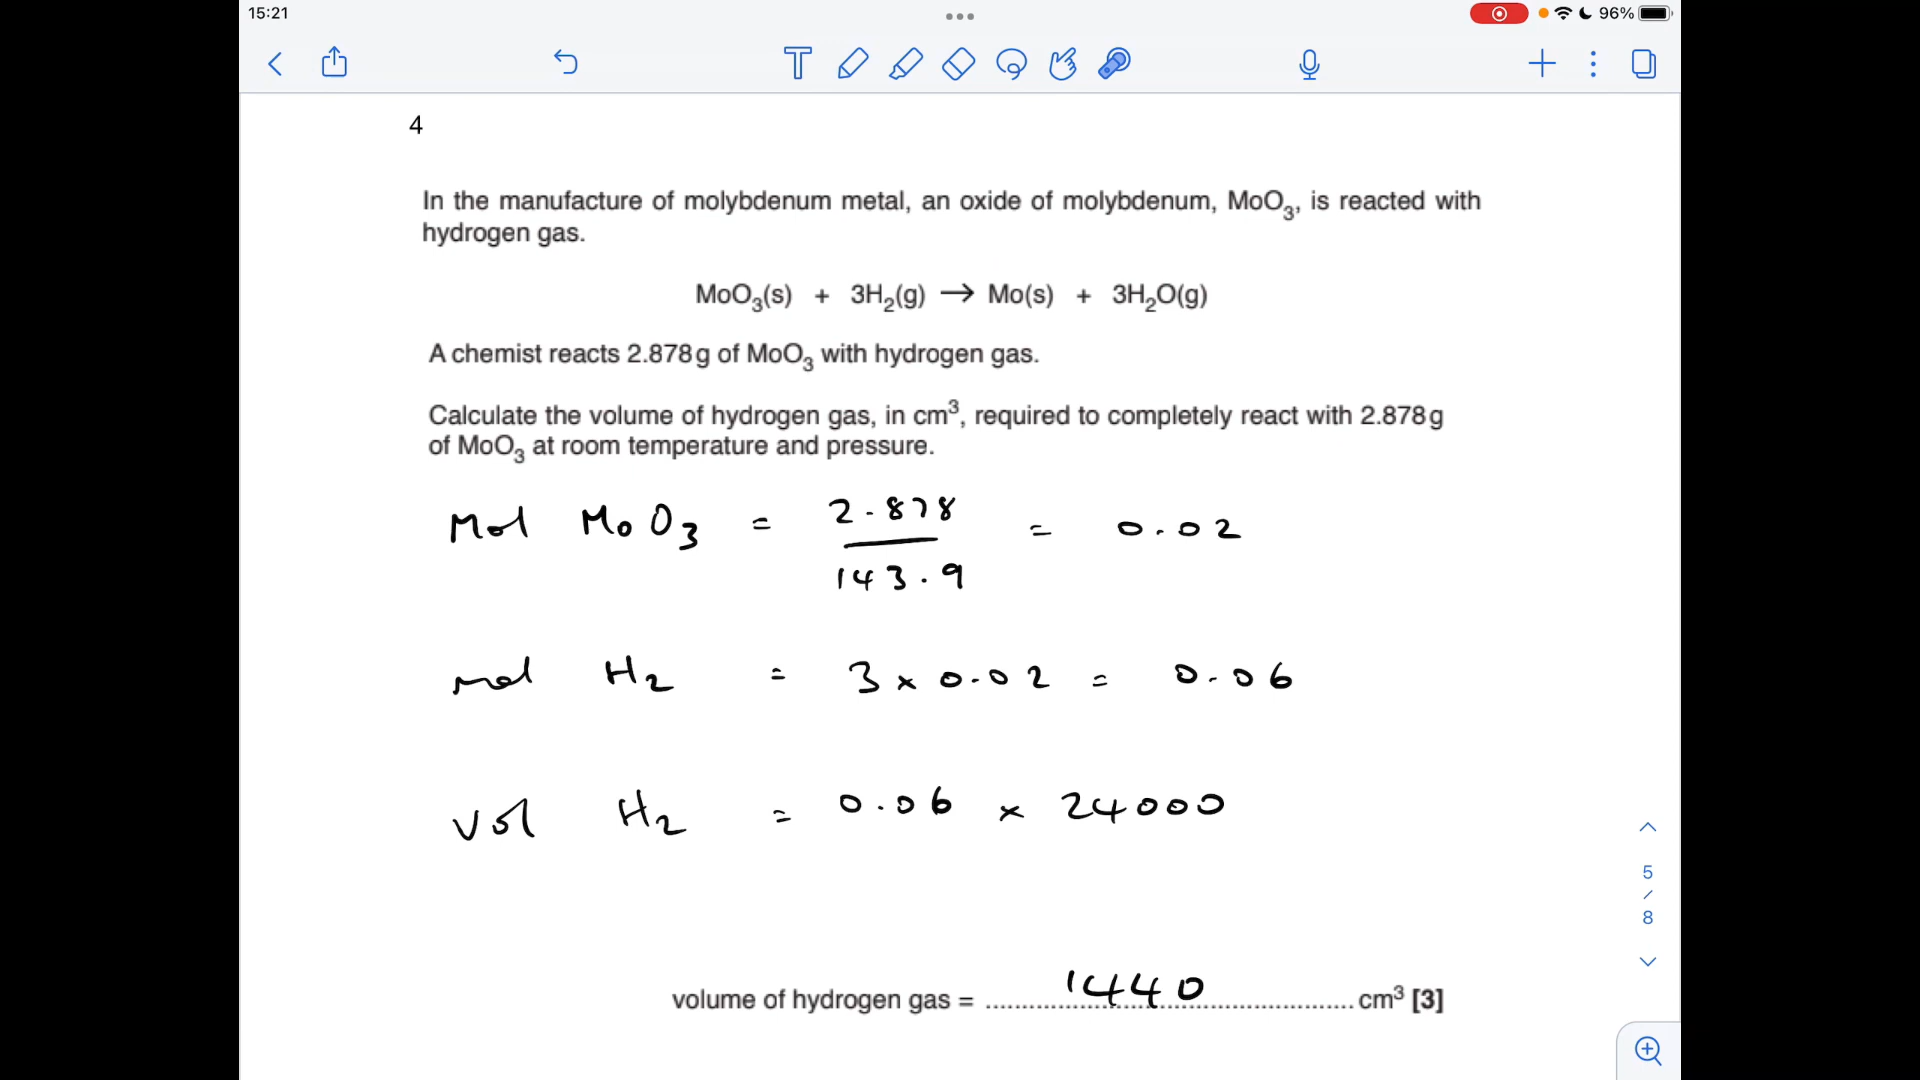 15:21
96%
4
In the manufacture of molybdenum metal, an oxide of molybdenum, MoO₃, is reacted with
hydrogen gas.
MoO₃(s) + 3H₂(g) → Mo(s) + 3H₂O(g)
A chemist reacts 2.878 g of MoO₃ with hydrogen gas.
Calculate the volume of hydrogen gas, in cm³, required to completely react with 2.878 g
of MoO₃ at room temperature and pressure.
Mol MoO₃ = 2.878 / 143.9 = 0.02
mol H₂ = 3 × 0.02 = 0.06
vol H₂ = 0.06 × 24000
5
/
8
volume of hydrogen gas = 1440 cm³ [3]